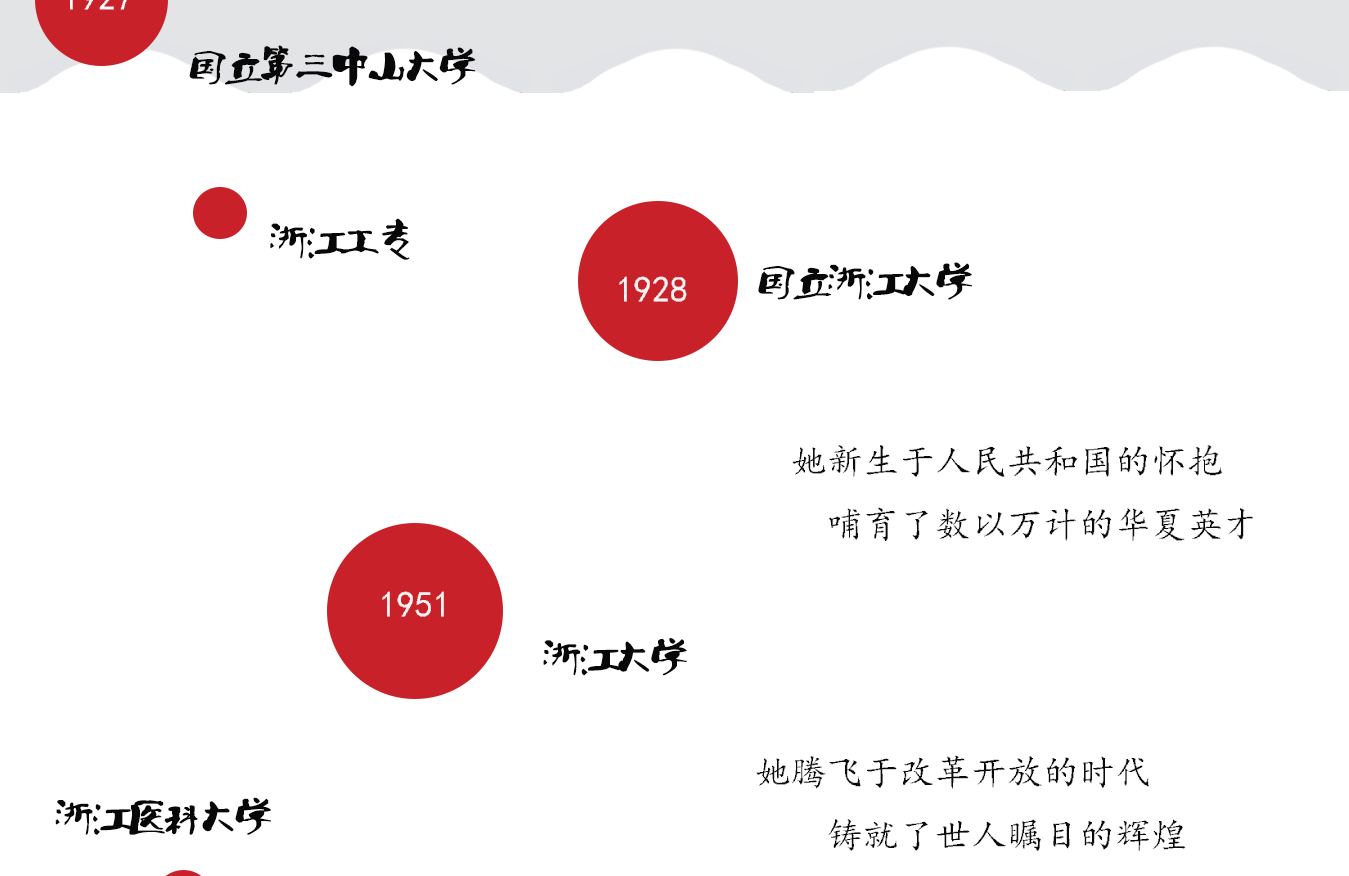 1927
国立第三中山大学
浙江工专
1928
国立浙江大学
她新生于人民共和国的怀抱
哺育了数以万计的华夏英才
1951
浙江大学
她腾飞于改革开放的时代
铸就了世人瞩目的辉煌
浙江医科大学